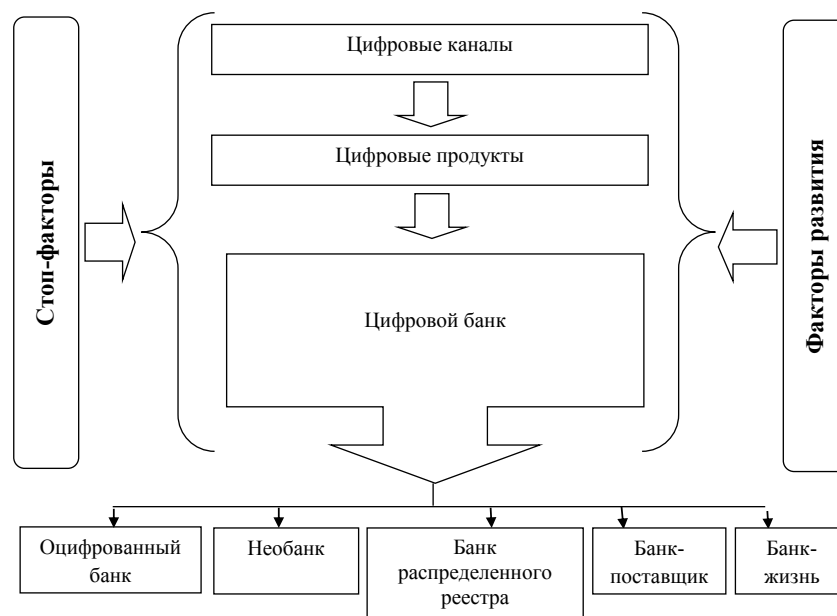 Стоп-факторы
Цифровые каналы
Цифровые продукты
Цифровой банк
Факторы развития
Оцифрованный
банк
Необанк
Банк
распределенного
реестра
Банк-
поставщик
Банк-
жизнь